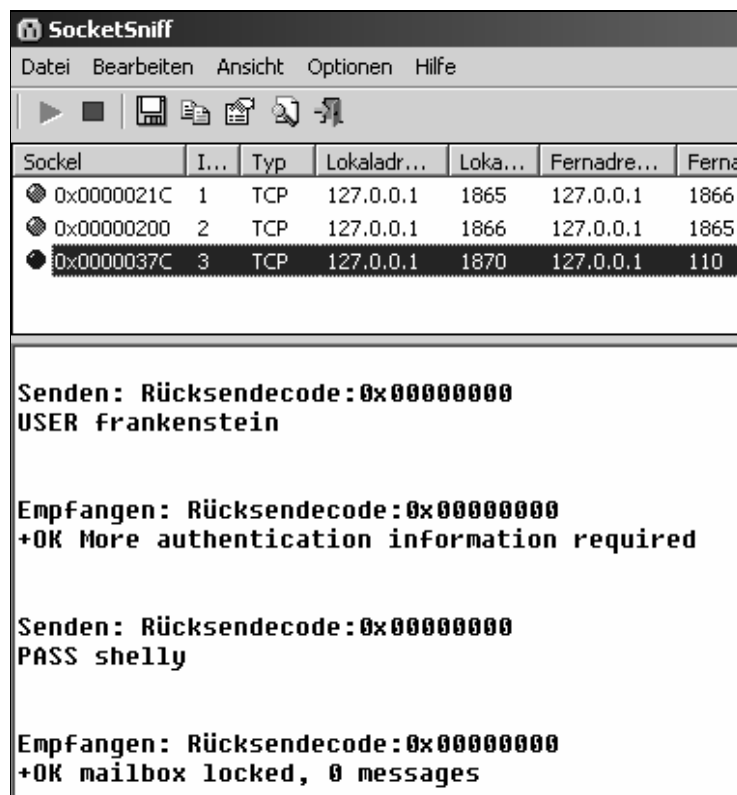 SocketSniff
Datei Bearbeiten Ansicht Optionen Hilfe
Sockel I... Typ Lokaladr... Loka... Fernadre... Ferna
0x0000021C 1 TCP 127.0.0.1 1865 127.0.0.1 1866
0x00000200 2 TCP 127.0.0.1 1866 127.0.0.1 1865
0x0000037C 3 TCP 127.0.0.1 1870 127.0.0.1 110
Senden: Rücksendecode:0x00000000
USER frankenstein
Empfangen: Rücksendecode:0x00000000
+OK More authentication information required
Senden: Rücksendecode:0x00000000
PASS shelly
Empfangen: Rücksendecode:0x00000000
+OK mailbox locked, 0 messages